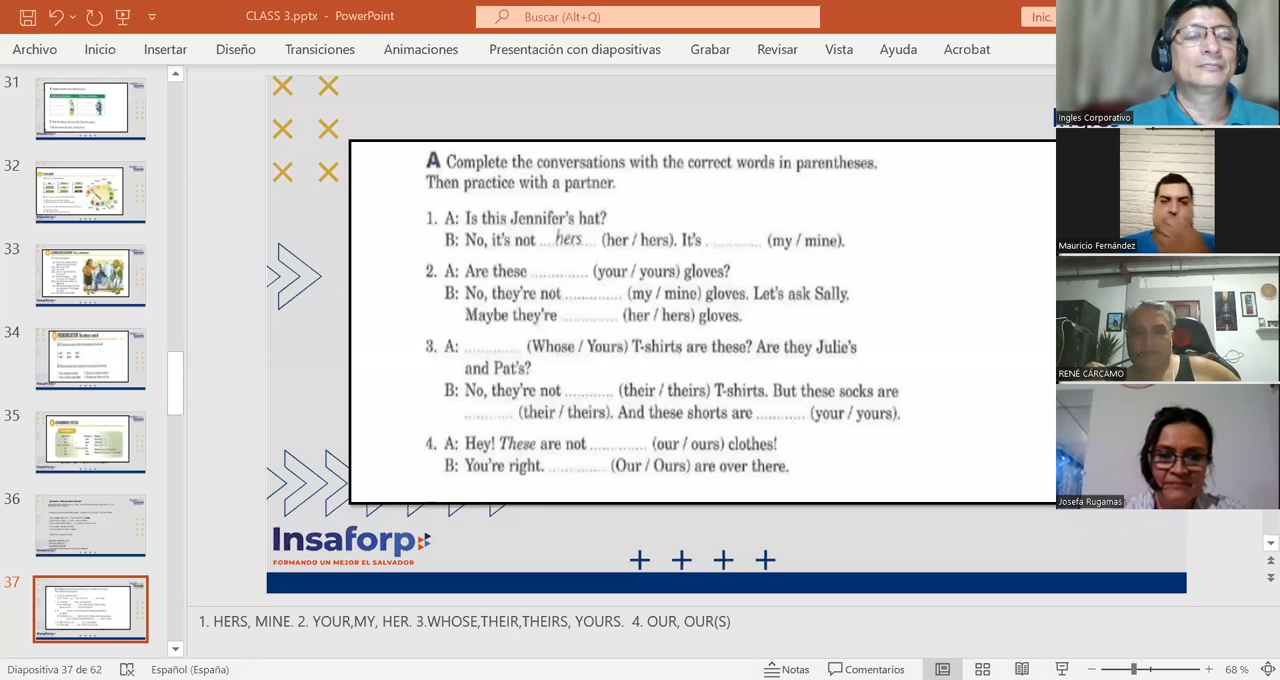 CLASS 3.pptx - PowerPoint
Buscar (Alt+Q)
Inic.
Archivo Inicio Insertar Diseño Transiciones Animaciones Presentación con diapositivas Grabar Revisar Vista Ayuda Acrobat
31
32
33
34
35
36
37
A Complete the conversations with the correct words in parentheses.
Then practice with a partner.
1. A: Is this Jennifer's hat?
B: No, it's not ....hers.... (her / hers). It's .............. (my / mine).
2. A: Are these .............. (your / yours) gloves?
B: No, they're not .............. (my / mine) gloves. Let's ask Sally.
Maybe they're .............. (her / hers) gloves.
3. A: .............. (Whose / Yours) T-shirts are these? Are they Julie's
and Pat's?
B: No, they're not ............ (their / theirs) T-shirts. But these socks are
............ (their / theirs). And these shorts are ............ (your / yours).
4. A: Hey! These are not .............. (our / ours) clothes!
B: You're right. .............. (Our / Ours) are over there.
Insaforp
FORMANDO UN MEJOR EL SALVADOR
Ingles Corporativo
Mauricio Fernández
RENÉ CÁRCAMO
Josefa Rugamas
1. HERS, MINE. 2. YOUR,MY, HER. 3.WHOSE,THEIR,THEIRS, YOURS. 4. OUR, OUR(S)
Diapositiva 37 de 62 Español (España) Notas Comentarios 68 %